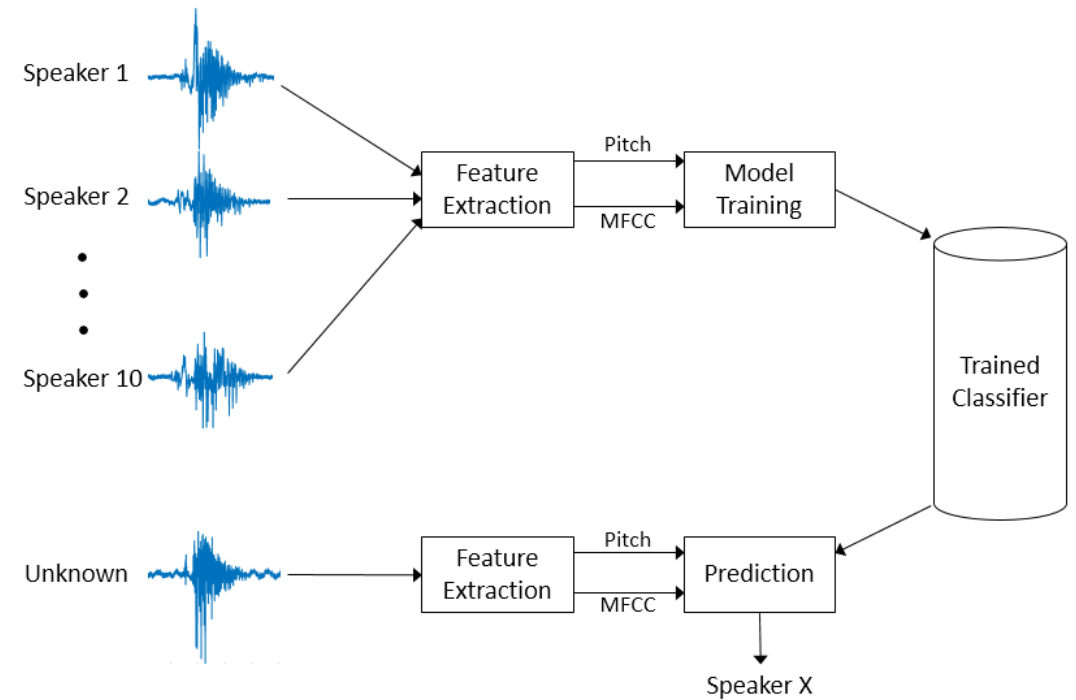 Speaker 1
Speaker 2
Speaker 10
Feature
Extraction
Pitch
MFCC
Model
Training
Trained
Classifier
Unknown
Feature
Extraction
Pitch
MFCC
Prediction
Speaker X